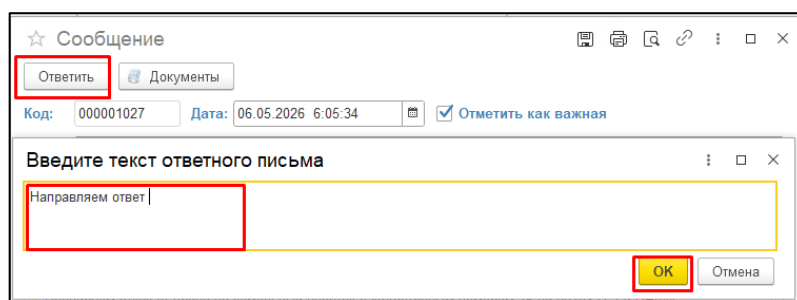 Сообщение
Ответить Документы
Код: 000001027 Дата: 06.05.2026 6:05:34 Отметить как важная
Введите текст ответного письма
Направляем ответ
OK Отмена